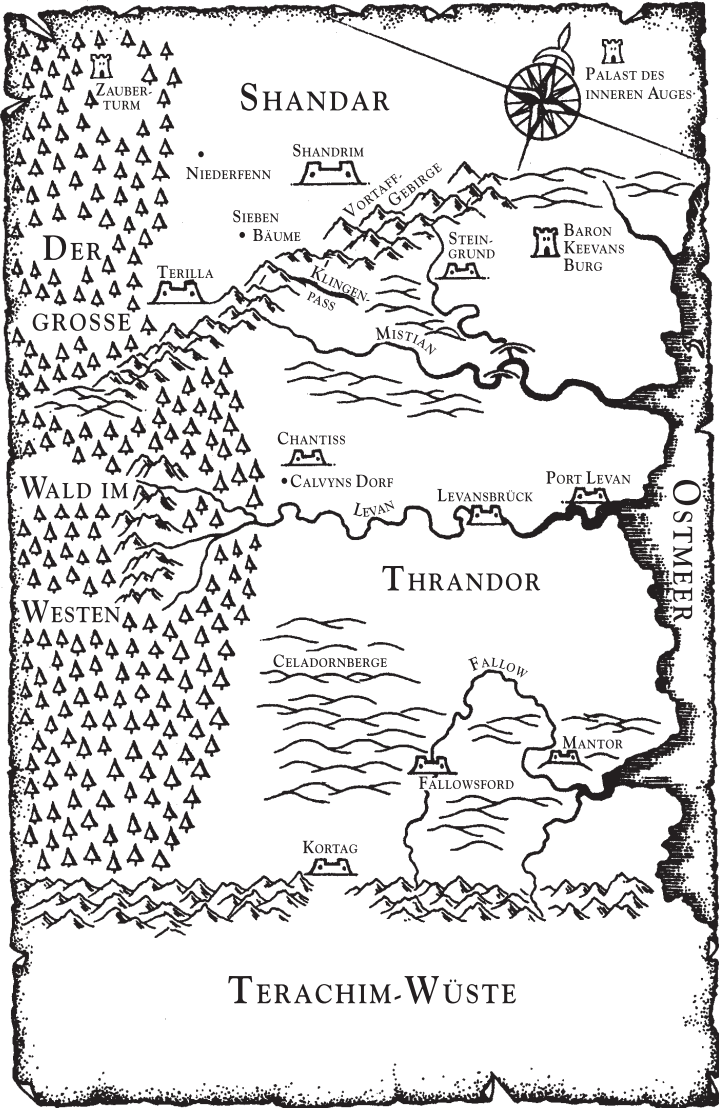 ZAUBER-
TURM
SHANDAR
PALAST DES
INNEREN AUGES
NIEDERFENN
SHANDRIM
VORTAFF-
GEBIRGE
SIEBEN
BÄUME
STEIN-
GRUND
BARON
KEEVANS
BURG
DER
GROSSE
WALD IM
WESTEN
TERILLA
KLINGEN-
PASS
MISTIAN
CHANTISS
CALVYNS DORF
LEVAN
LEVANSBRÜCK
PORT LEVAN
OSTMEER
THRANDOR
CELADORNBERGE
FALLOW
MANTOR
FALLOWSFORD
KORTAG
TERACHIM-WÜSTE